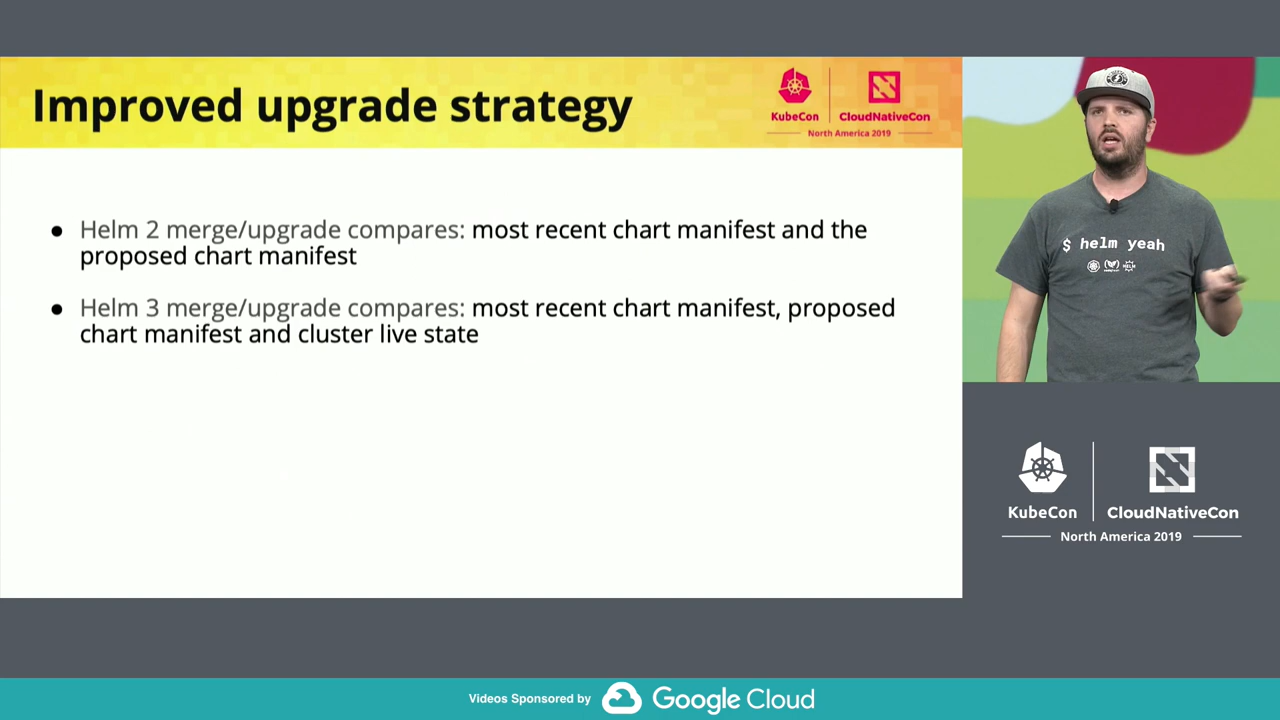 Improved upgrade strategy
KubeCon
CloudNativeCon
North America 2019
● Helm 2 merge/upgrade compares: most recent chart manifest and the
proposed chart manifest
● Helm 3 merge/upgrade compares: most recent chart manifest, proposed
chart manifest and cluster live state
$ helm yeah
KubeCon
CloudNativeCon
North America 2019
Videos Sponsored by Google Cloud